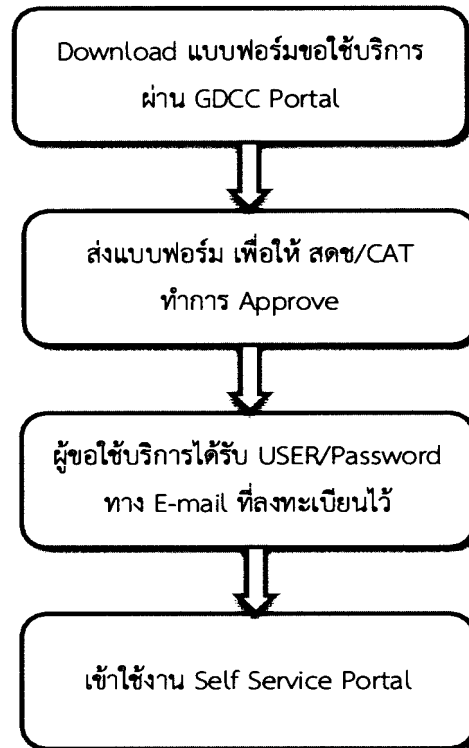 Download แบบฟอร์มขอใช้บริการ
ผ่าน GDCC Portal
ส่งแบบฟอร์ม เพื่อให้ สดช/CAT
ทำการ Approve
ผู้ขอใช้บริการได้รับ USER/Password
ทาง E-mail ที่ลงทะเบียนไว้
เข้าใช้งาน Self Service Portal